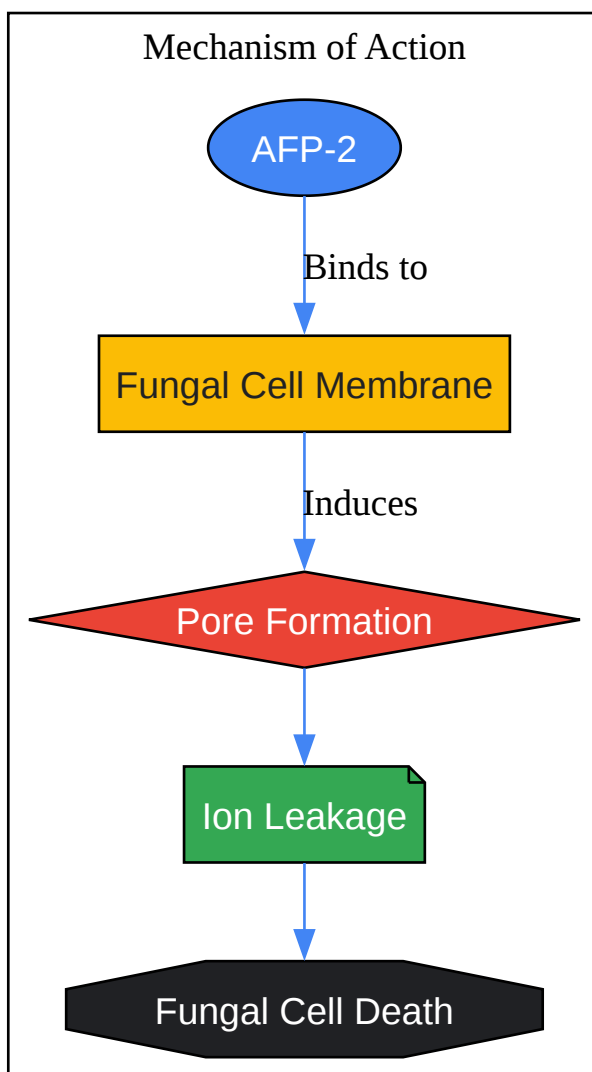 Mechanism of Action
AFP-2
Binds to
Fungal Cell Membrane
Induces
Pore Formation
Ion Leakage
Fungal Cell Death